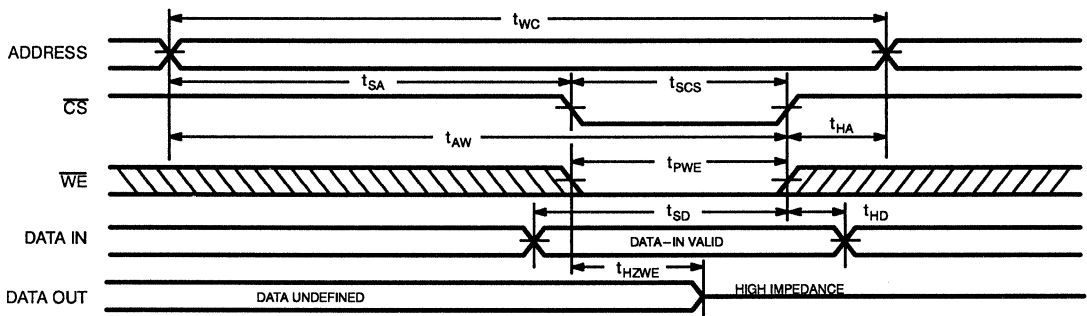 tWC
ADDRESS
tSA tSCS
CS
tAW tHA
tPWE
WE
tSD tHD
DATA IN DATA–IN VALID
tHZWE
DATA OUT DATA UNDEFINED HIGH IMPEDANCE